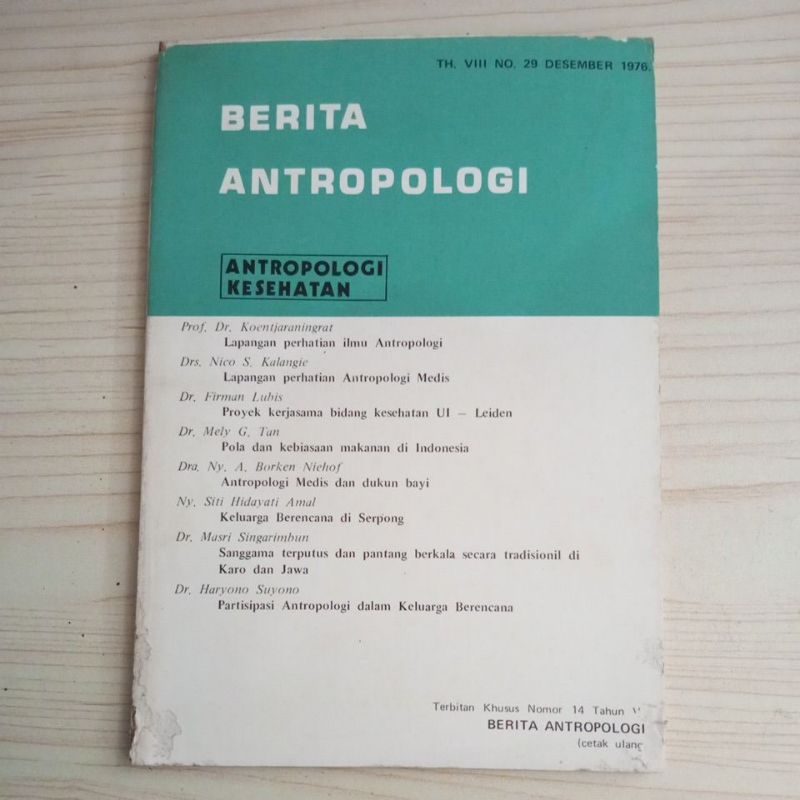 TH. VIII NO. 29 DESEMBER 1976.
BERITA
ANTROPOLOGI
ANTROPOLOGI
KESEHATAN
Prof. Dr. Koentjaraningrat
Lapangan perhatian ilmu Antropologi
Drs. Nico S. Kalangie
Lapangan perhatian Antropologi Medis
Dr. Firman Lubis
Proyek kerjasama bidang kesehatan UI – Leiden
Dr. Mely G. Tan
Pola dan kebiasaan makanan di Indonesia
Dra. Ny. A. Borken Niehof
Antropologi Medis dan dukun bayi
Ny. Siti Hidayati Amal
Keluarga Berencana di Serpong
Dr. Masri Singarimbun
Sanggama terputus dan pantang berkala secara tradisionil di
Karo dan Jawa
Dr. Haryono Suyono
Partisipasi Antropologi dalam Keluarga Berencana
Terbitan Khusus Nomor 14 Tahun
BERITA ANTROPOLOGI
(cetak ulang